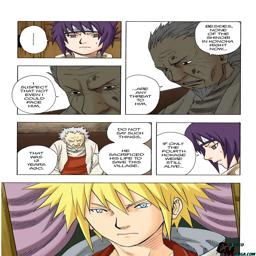 ...
BESIDES,
NONE
OF THE
SHINOBI
IN KONOHA
RIGHT
NOW...
I
SUSPECT
THAT NOT
EVEN I
COULD
FACE
HIM.
...ARE
ANY
THREAT
TO
HIM.
IF ONLY
THE
FOURTH
HOKAGE
WERE
STILL
ALIVE...
DO NOT
SAY SUCH
THINGS.
HE
SACRIFICED
HIS LIFE
TO SAVE
THIS
VILLAGE.
THAT
WAS 12
YEARS
AGO.